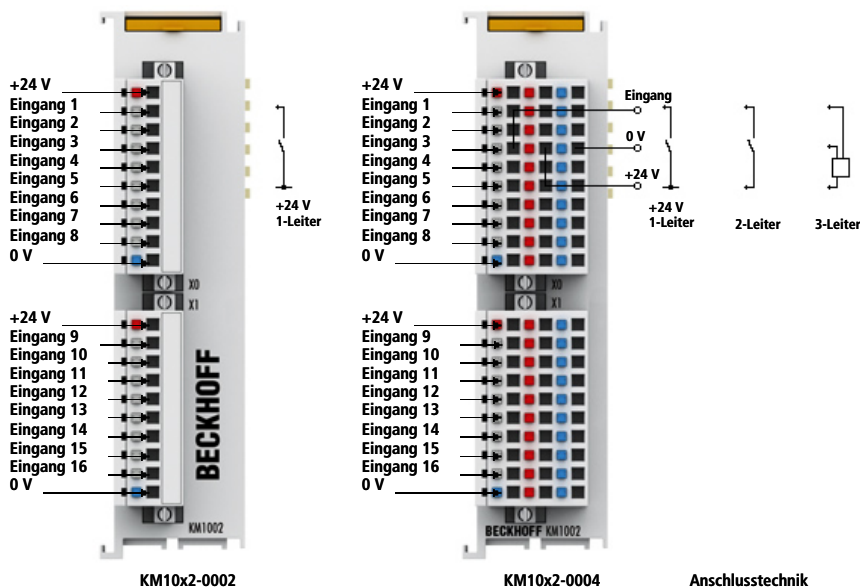 +24 V
Eingang 1
Eingang 2
Eingang 3
Eingang 4
Eingang 5
Eingang 6
Eingang 7
Eingang 8
0 V
+24 V
1-Leiter
X0
X1
+24 V
Eingang 9
Eingang 10
Eingang 11
Eingang 12
Eingang 13
Eingang 14
Eingang 15
Eingang 16
0 V
BECKHOFF
KM1002
KM10x2-0002
+24 V
Eingang 1
Eingang 2
Eingang 3
Eingang 4
Eingang 5
Eingang 6
Eingang 7
Eingang 8
0 V
Eingang
0 V
+24 V
+24 V
1-Leiter
2-Leiter
3-Leiter
X0
X1
+24 V
Eingang 9
Eingang 10
Eingang 11
Eingang 12
Eingang 13
Eingang 14
Eingang 15
Eingang 16
0 V
BECKHOFF KM1002
KM10x2-0004
Anschlusstechnik